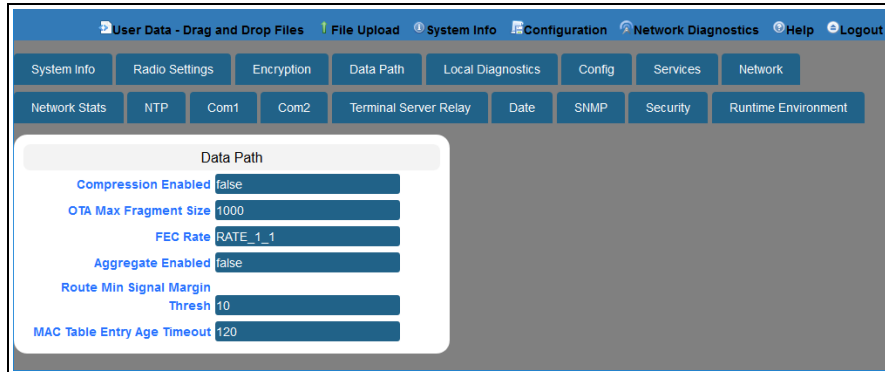 User Data - Drag and Drop Files File Upload System Info Configuration Network Diagnostics Help Logout
System Info Radio Settings Encryption Data Path Local Diagnostics Config Services Network
Network Stats NTP Com1 Com2 Terminal Server Relay Date SNMP Security Runtime Environment
Data Path
Compression Enabled false
OTA Max Fragment Size 1000
FEC Rate RATE_1_1
Aggregate Enabled false
Route Min Signal Margin
Thresh 10
MAC Table Entry Age Timeout 120